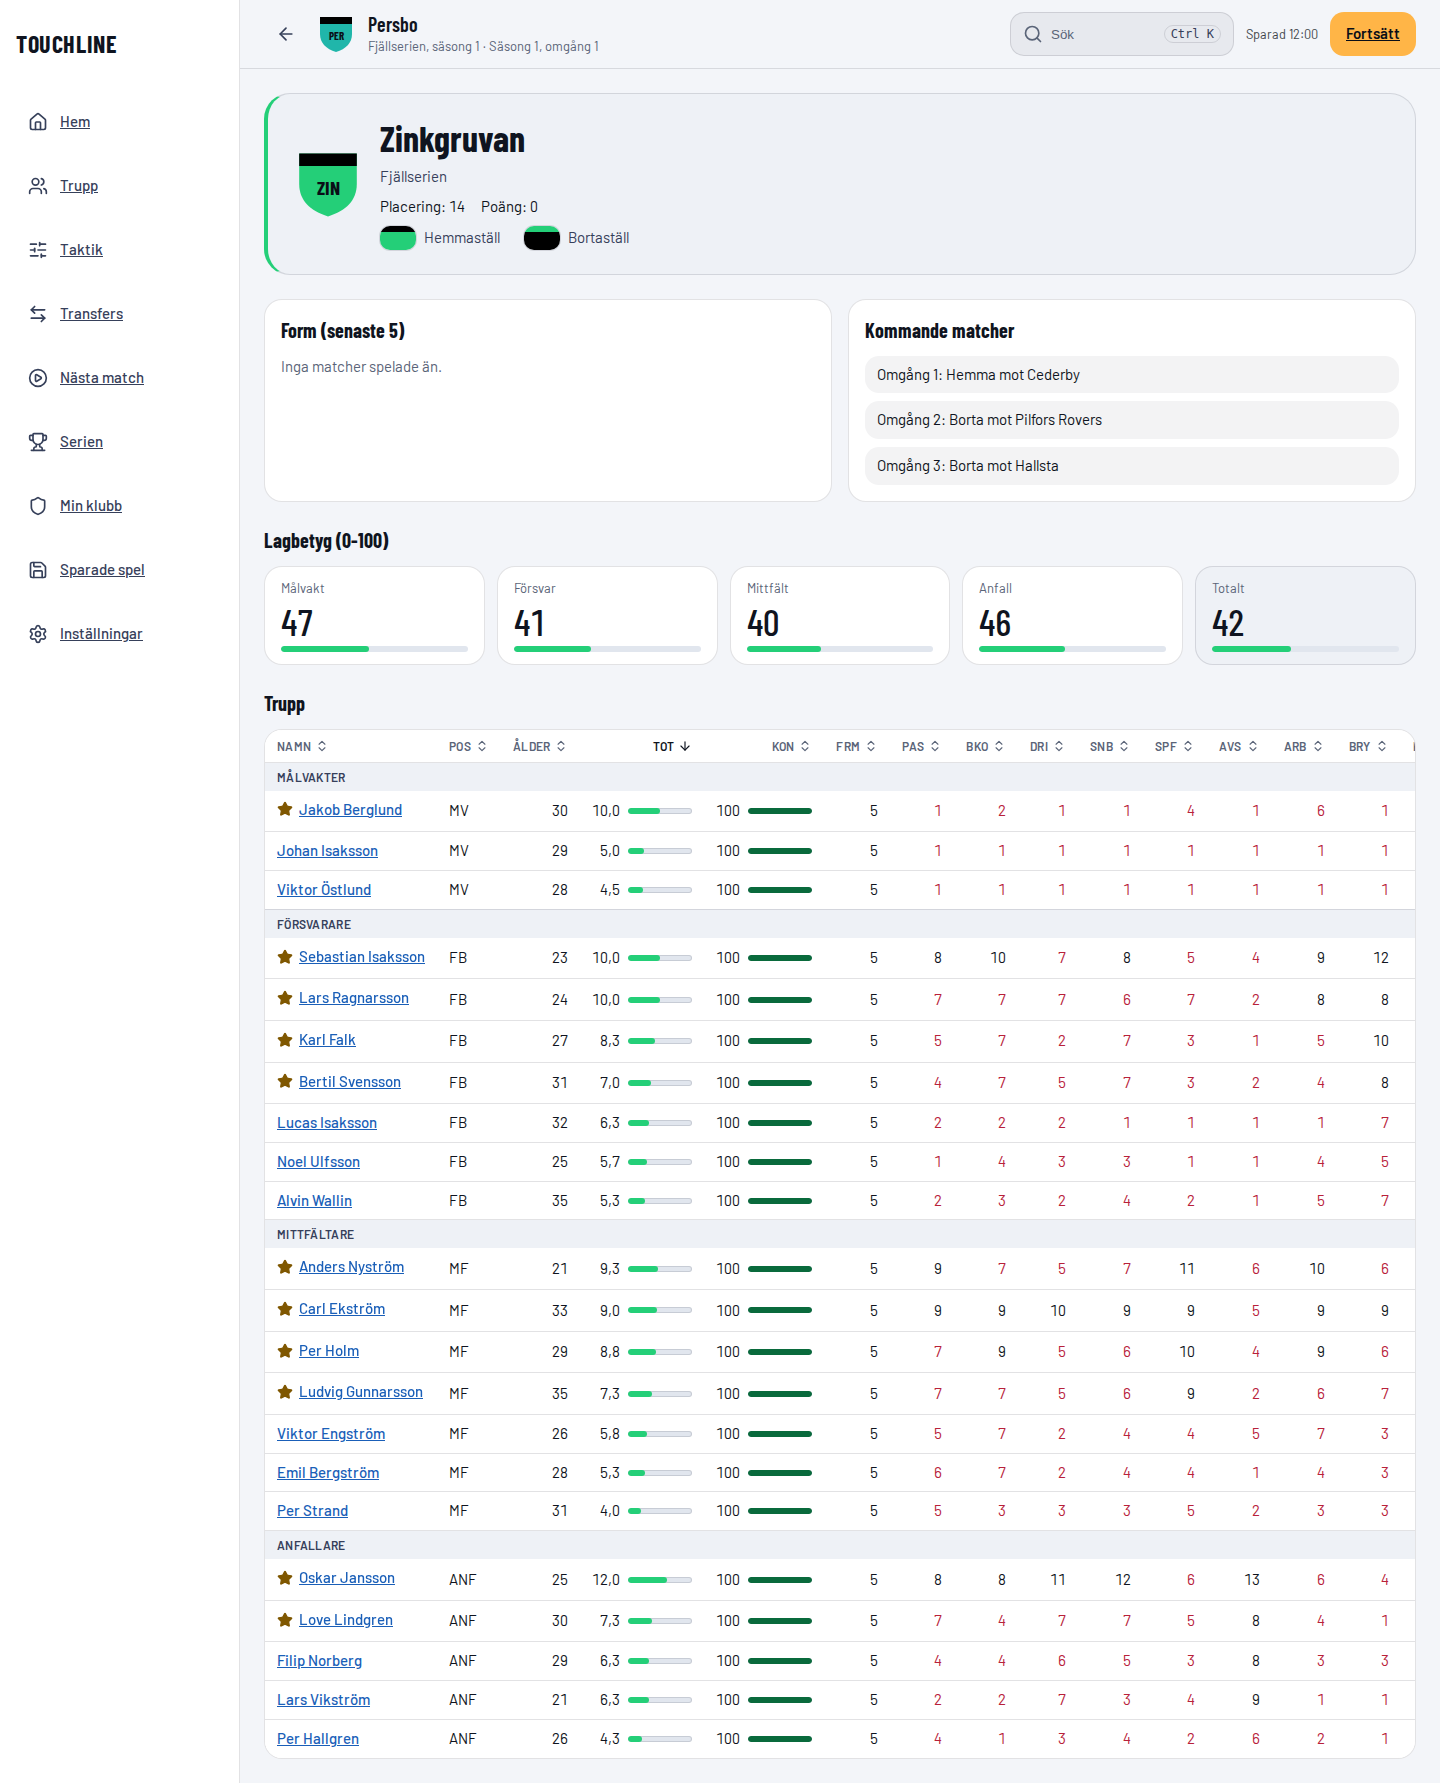 TOUCHLINE
Hem
Trupp
Taktik
Transfers
Nästa match
Serien
Min klubb
Sparade spel
Inställningar
PER
Persbo
Fjällserien, säsong 1 · Säsong 1, omgång 1
Sök Ctrl K
Sparad 12:00
Fortsätt
ZIN
Zinkgruvan
Fjällserien
Placering: 14 Poäng: 0
Hemmaställ Bortaställ
Form (senaste 5)
Inga matcher spelade än.
Kommande matcher
Omgång 1: Hemma mot Cederby
Omgång 2: Borta mot Pilfors Rovers
Omgång 3: Borta mot Hallsta
Lagbetyg (0-100)
Målvakt
47
Försvar
41
Mittfält
40
Anfall
46
Totalt
42
Trupp
NAMN POS ÅLDER TOT KON FRM PAS BKO DRI SNB SPF AVS ARB BRY
MÅLVAKTER
Jakob Berglund MV 30 10,0 100 5 1 2 1 1 4 1 6 1
Johan Isaksson MV 29 5,0 100 5 1 1 1 1 1 1 1 1
Viktor Östlund MV 28 4,5 100 5 1 1 1 1 1 1 1 1
FÖRSVARARE
Sebastian Isaksson FB 23 10,0 100 5 8 10 7 8 5 4 9 12
Lars Ragnarsson FB 24 10,0 100 5 7 7 7 6 7 2 8 8
Karl Falk FB 27 8,3 100 5 5 7 2 7 3 1 5 10
Bertil Svensson FB 31 7,0 100 5 4 7 5 7 3 2 4 8
Lucas Isaksson FB 32 6,3 100 5 2 2 2 1 1 1 1 7
Noel Ulfsson FB 25 5,7 100 5 1 4 3 3 1 1 4 5
Alvin Wallin FB 35 5,3 100 5 2 3 2 4 2 1 5 7
MITTFÄLTARE
Anders Nyström MF 21 9,3 100 5 9 7 5 7 11 6 10 6
Carl Ekström MF 33 9,0 100 5 9 9 10 9 9 5 9 9
Per Holm MF 29 8,8 100 5 7 9 5 6 10 4 9 6
Ludvig Gunnarsson MF 35 7,3 100 5 7 7 5 6 9 2 6 7
Viktor Engström MF 26 5,8 100 5 5 7 2 4 4 5 7 3
Emil Bergström MF 28 5,3 100 5 6 7 2 4 4 1 4 3
Per Strand MF 31 4,0 100 5 5 3 3 3 5 2 3 3
ANFALLARE
Oskar Jansson ANF 25 12,0 100 5 8 8 11 12 6 13 6 4
Love Lindgren ANF 30 7,3 100 5 7 4 7 7 5 8 4 1
Filip Norberg ANF 29 6,3 100 5 4 4 6 5 3 8 3 3
Lars Vikström ANF 21 6,3 100 5 2 2 7 3 4 9 1 1
Per Hallgren ANF 26 4,3 100 5 4 1 3 4 2 6 2 1